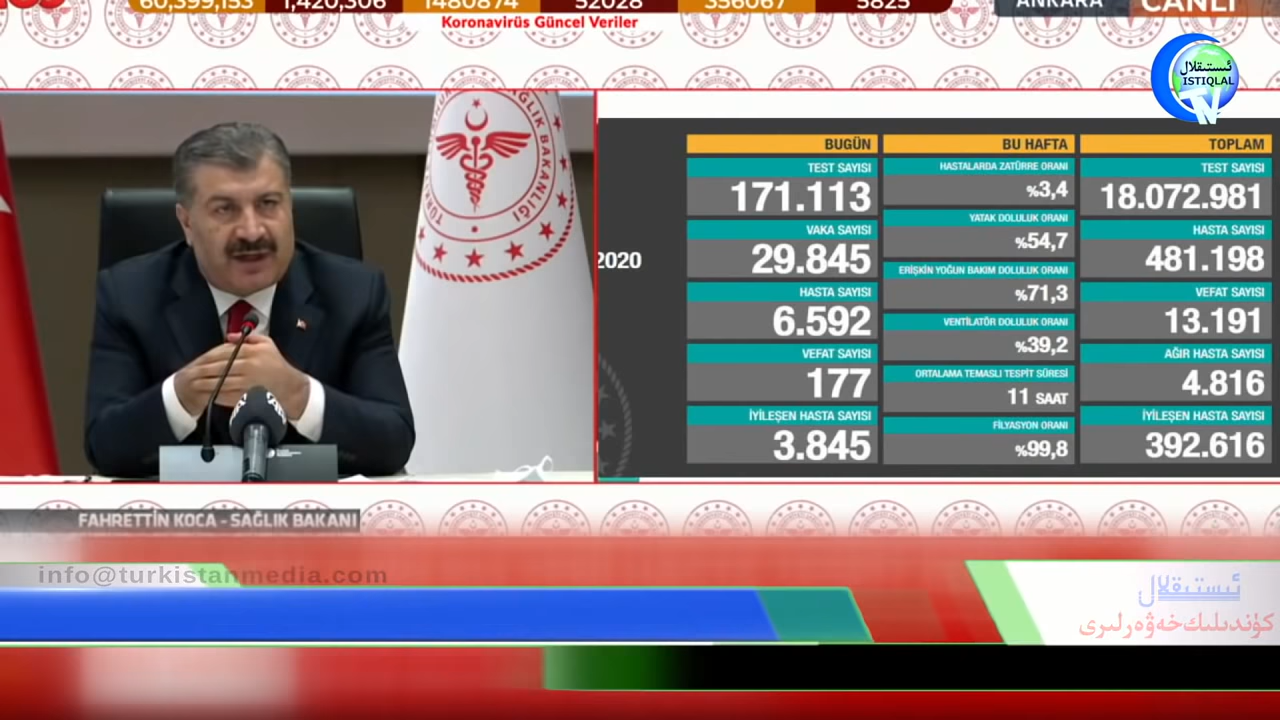 60,399,153 1,420,306 1480874 52028 356067 5825
ANKARA CANLI
Koronavirüs Güncel Veriler
ئىستىقلال
ISTIQLAL
TV
SAĞLIK BAKANLIĞI
2020
BUGÜN
TEST SAYISI
171.113
VAKA SAYISI
29.845
HASTA SAYISI
6.592
VEFAT SAYISI
177
İYİLEŞEN HASTA SAYISI
3.845
BU HAFTA
HASTALARDA ZATÜRRE ORANI
%3,4
YATAK DOLULUK ORANI
%54,7
ERİŞKİN YOĞUN BAKIM DOLULUK ORANI
%71,3
VENTİLATÖR DOLULUK ORANI
%39,2
ORTALAMA TEMASLI TESPİT SÜRESİ
11 SAAT
FİLYASYON ORANI
%99,8
TOPLAM
TEST SAYISI
18.072.981
HASTA SAYISI
481.198
VEFAT SAYISI
13.191
AĞIR HASTA SAYISI
4.816
İYİLEŞEN HASTA SAYISI
392.616
FAHRETTİN KOCA - SAĞLIK BAKANI
info@turkistanmedia.com
ئىستىقلال
كۈندىلىك خەۋەرلىرى